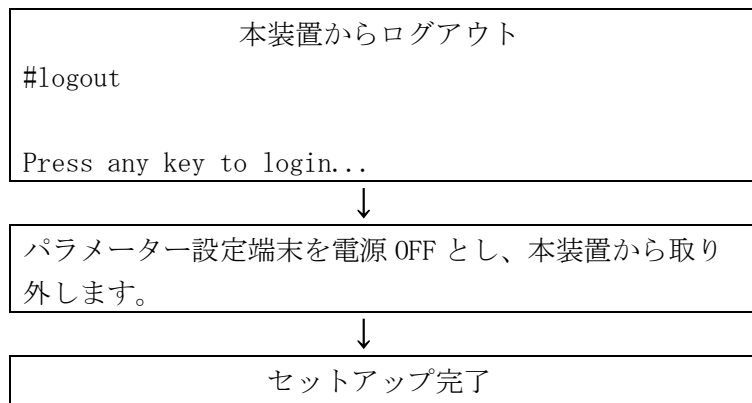 本装置からログアウト
#logout
Press any key to login...
↓
パラメーター設定端末を電源 OFF とし、本装置から取り
外します。
↓
セットアップ完了